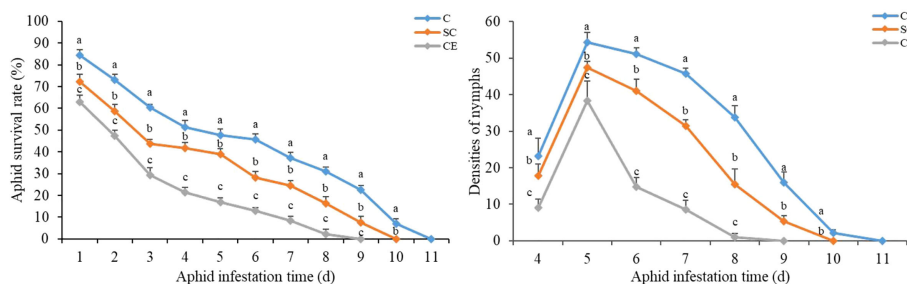 Aphid survival rate (%)
100
90
80
70
60
50
40
30
20
10
0
C
SC
CE
a
b
c
a
b
c
a
b
c
a
b
c
a
b
c
a
b
c
a
b
c
a
b
c
a
b
c
a
b
1 2 3 4 5 6 7 8 9 10 11
Aphid infestation time (d)
Densities of nymphs
60
50
40
30
20
10
0
C
a
b
c
a
b
c
a
b
c
a
b
c
a
b
c
a
b
a
b
4 5 6 7 8 9 10 11
Aphid infestation time (d)